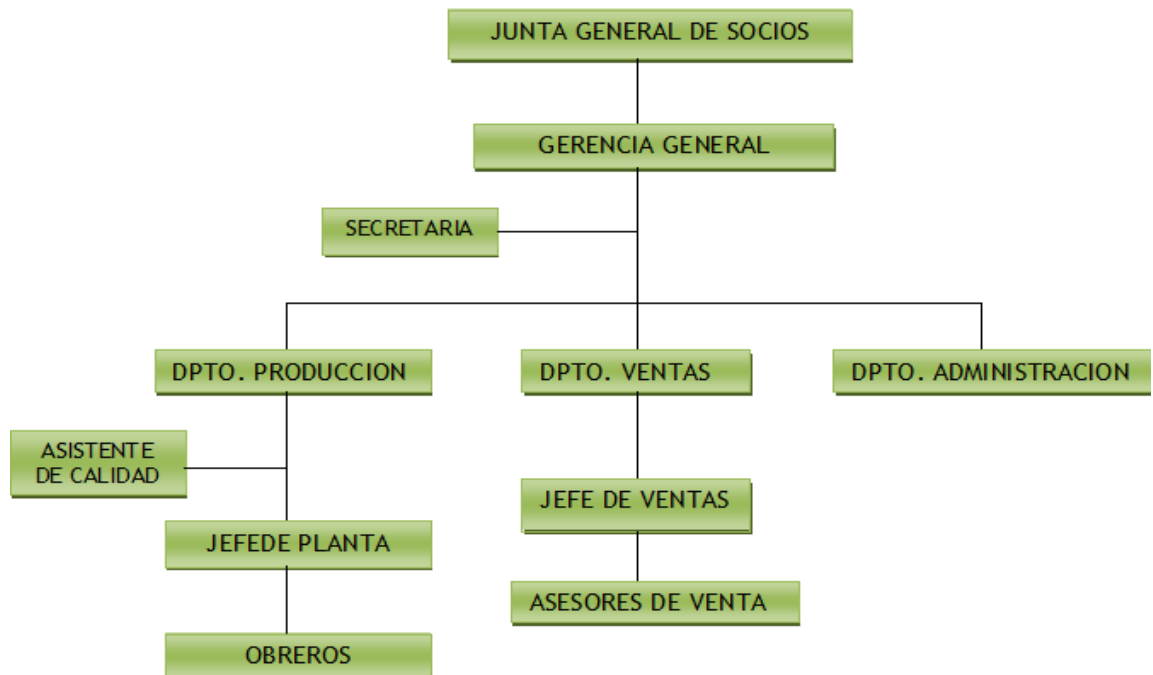 JUNTA GENERAL DE SOCIOS
GERENCIA GENERAL
SECRETARIA
DPTO. PRODUCCION
DPTO. VENTAS
DPTO. ADMINISTRACION
ASISTENTE
DE CALIDAD
JEFE DE VENTAS
JEFEDE PLANTA
ASESORES DE VENTA
OBREROS